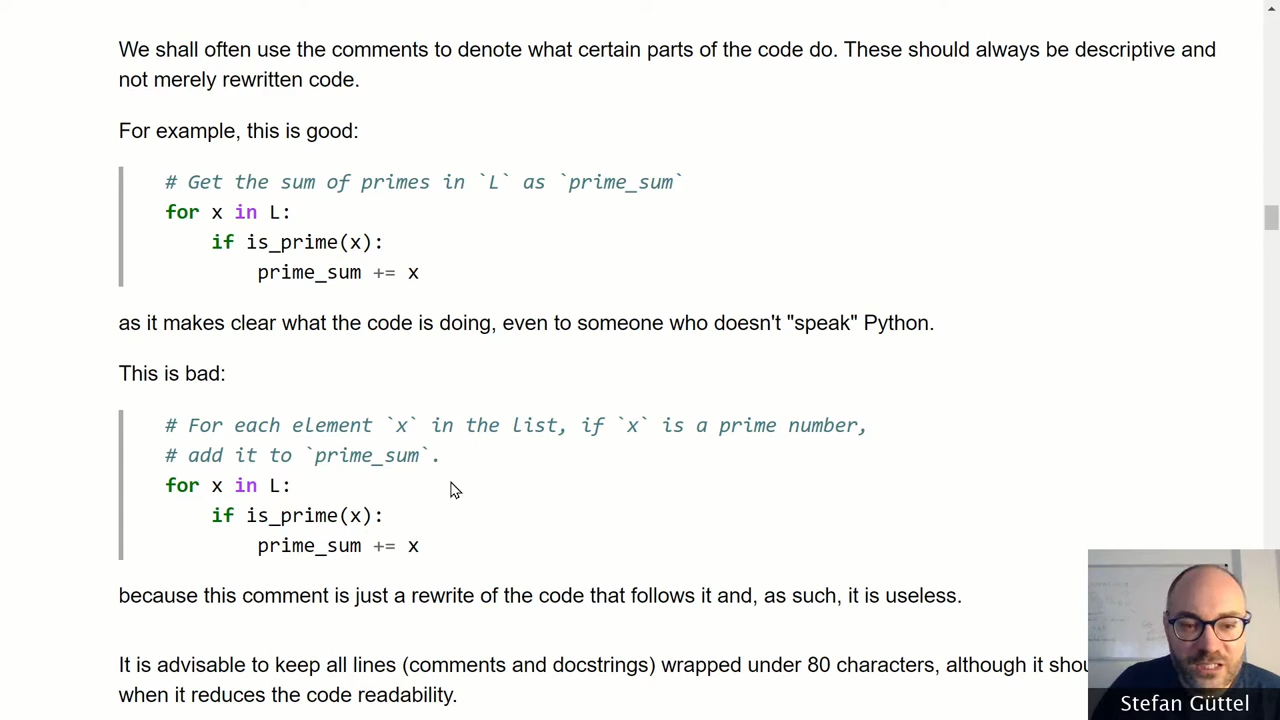 We shall often use the comments to denote what certain parts of the code do. These should always be descriptive and
not merely rewritten code.
For example, this is good:
# Get the sum of primes in `L` as `prime_sum`
for x in L:
    if is_prime(x):
        prime_sum += x
as it makes clear what the code is doing, even to someone who doesn't "speak" Python.
This is bad:
# For each element `x` in the list, if `x` is a prime number,
# add it to `prime_sum`.
for x in L:
    if is_prime(x):
        prime_sum += x
because this comment is just a rewrite of the code that follows it and, as such, it is useless.
It is advisable to keep all lines (comments and docstrings) wrapped under 80 characters, although it
when it reduces the code readability.
Stefan Güttel